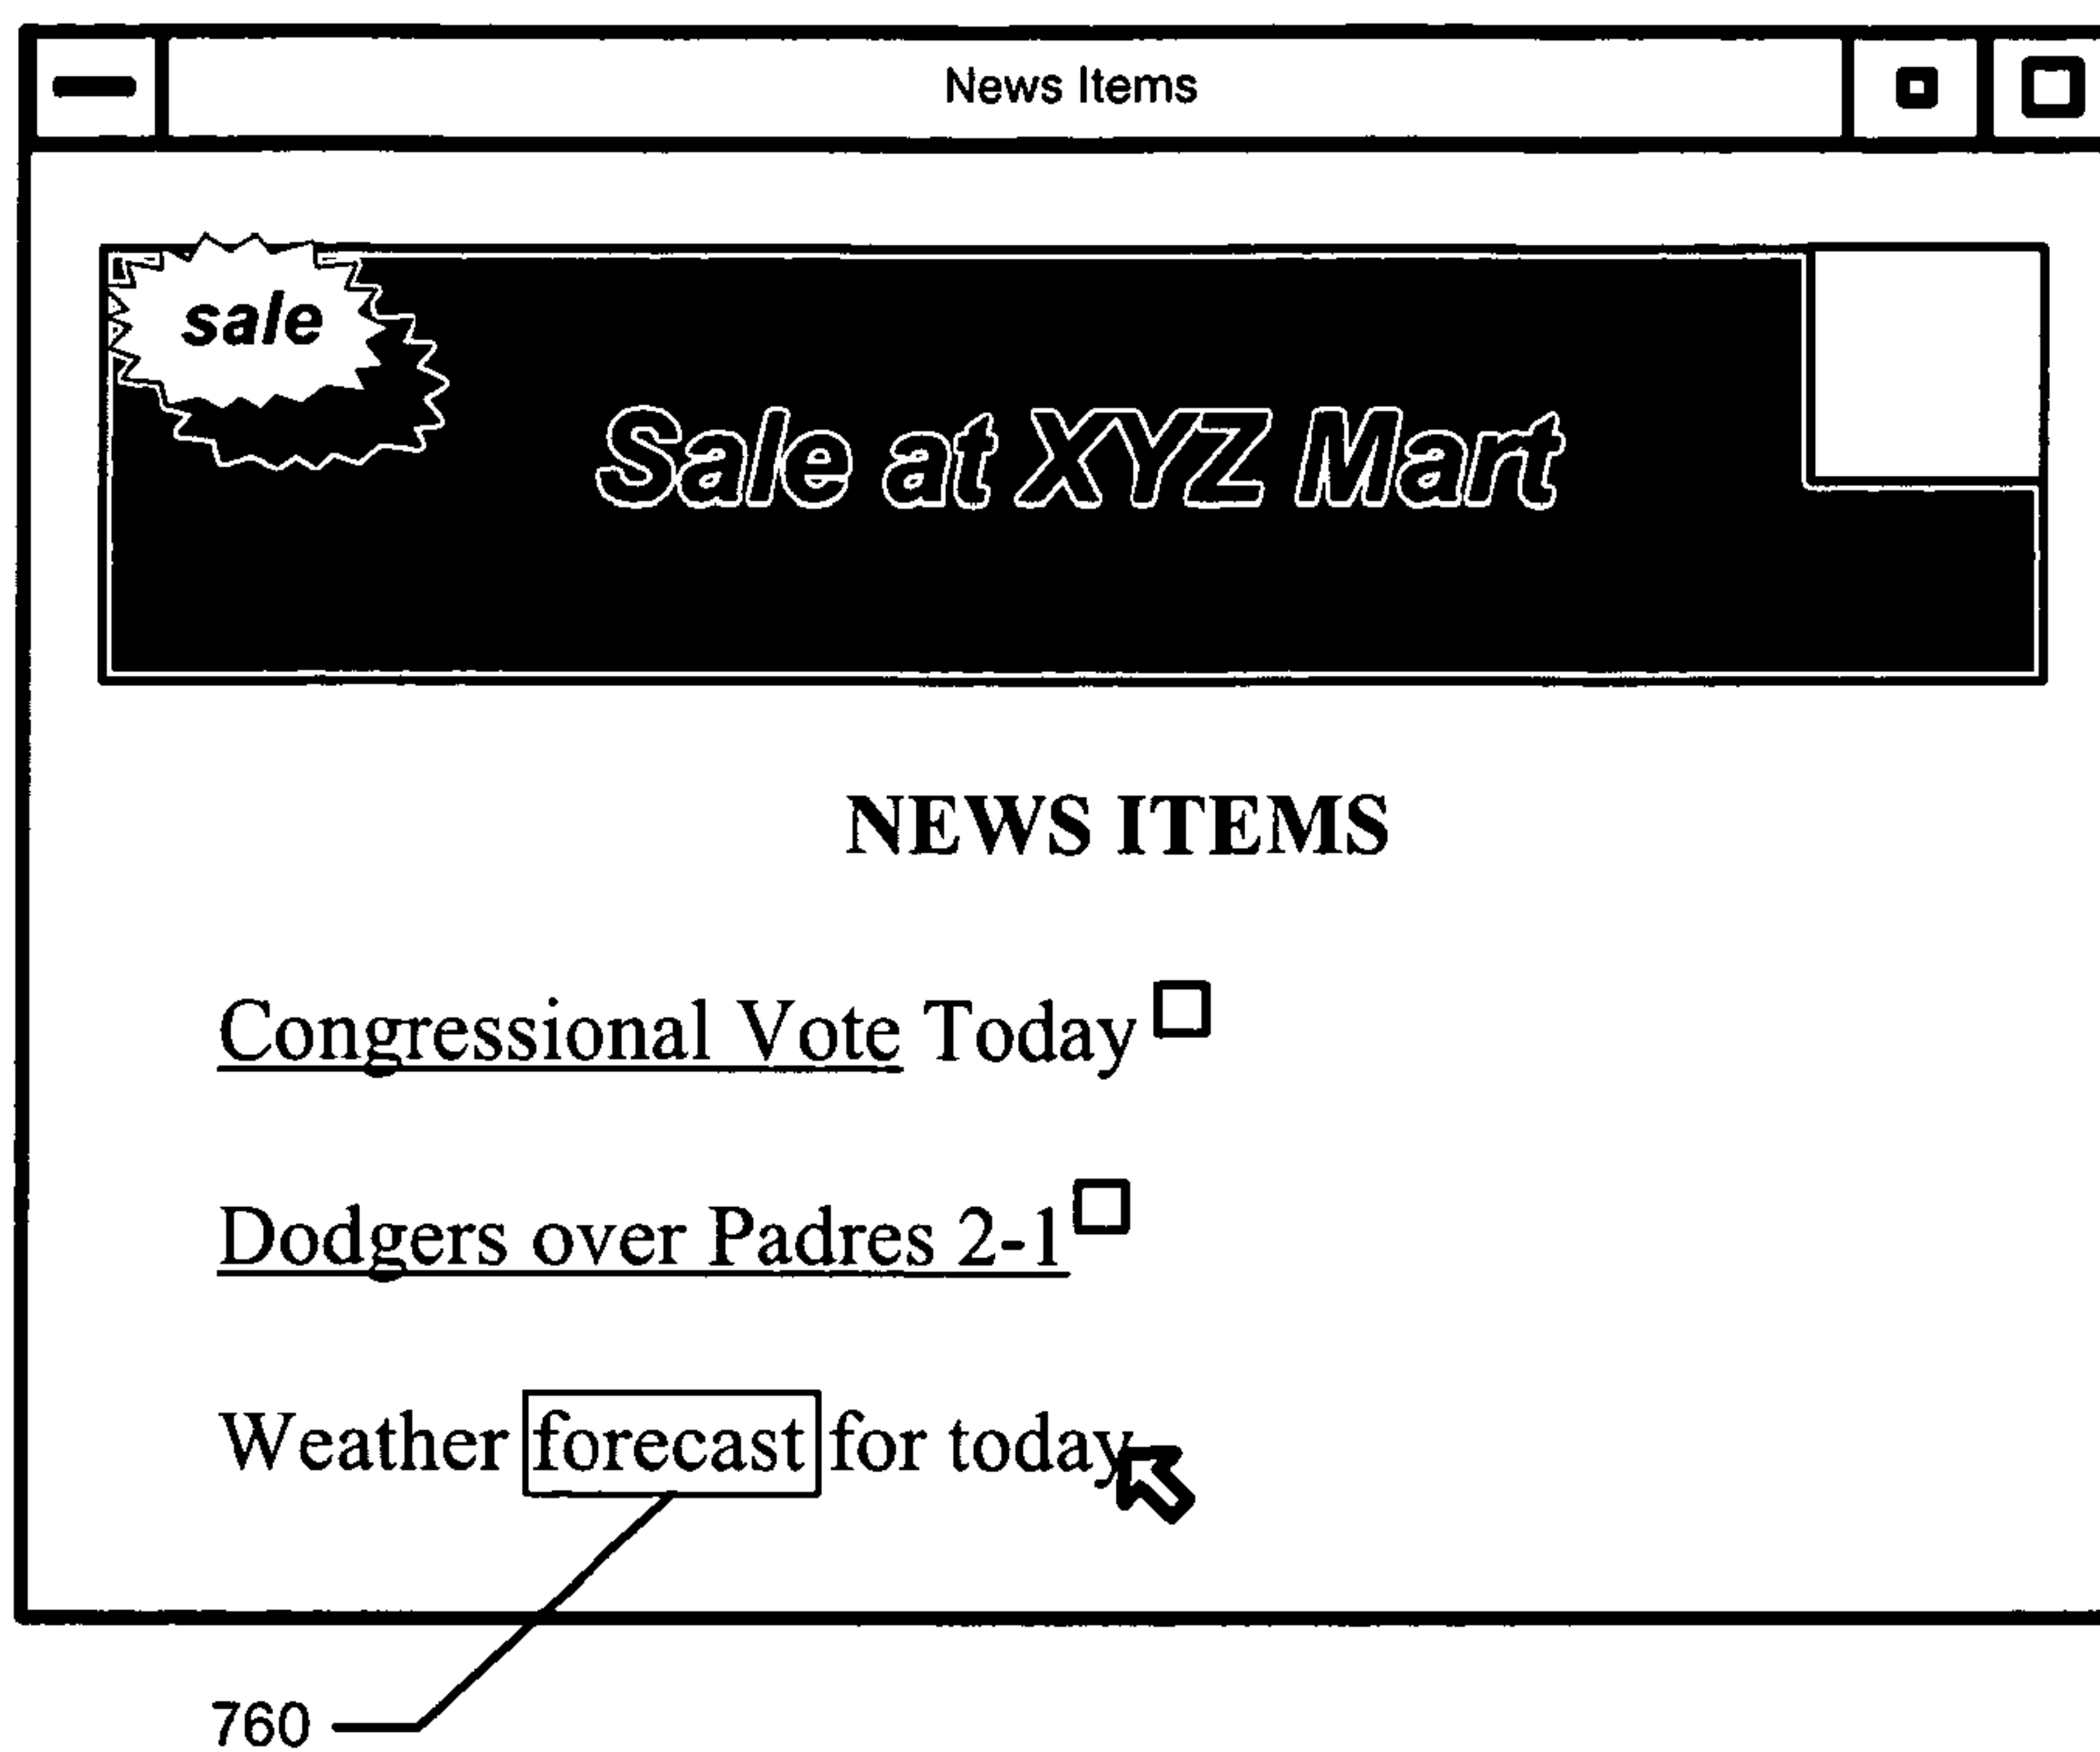 News Items
sale
Sale at XYZ Mart
NEWS ITEMS
Congressional Vote Today
Dodgers over Padres 2-1
Weather forecast for today
760